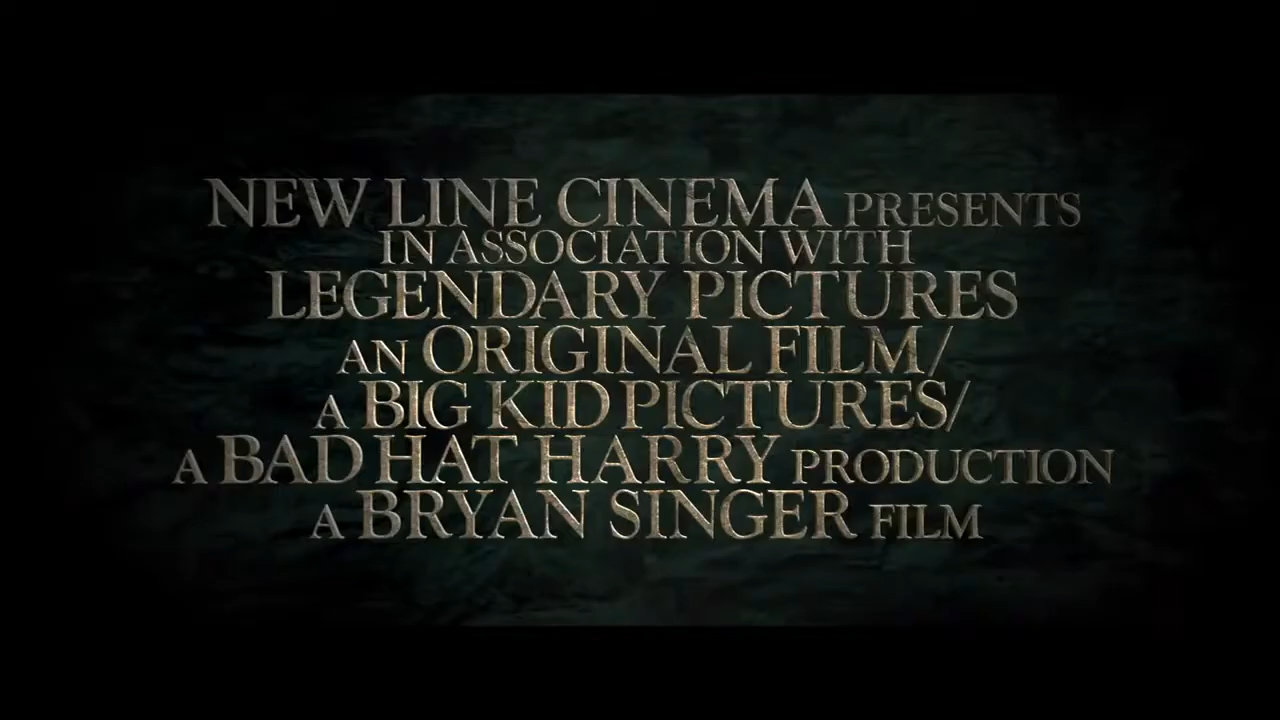 NEW LINE CINEMA PRESENTS
IN ASSOCIATION WITH
LEGENDARY PICTURES
AN ORIGINAL FILM/
A BIG KID PICTURES/
A BAD HAT HARRY PRODUCTION
A BRYAN SINGER FILM